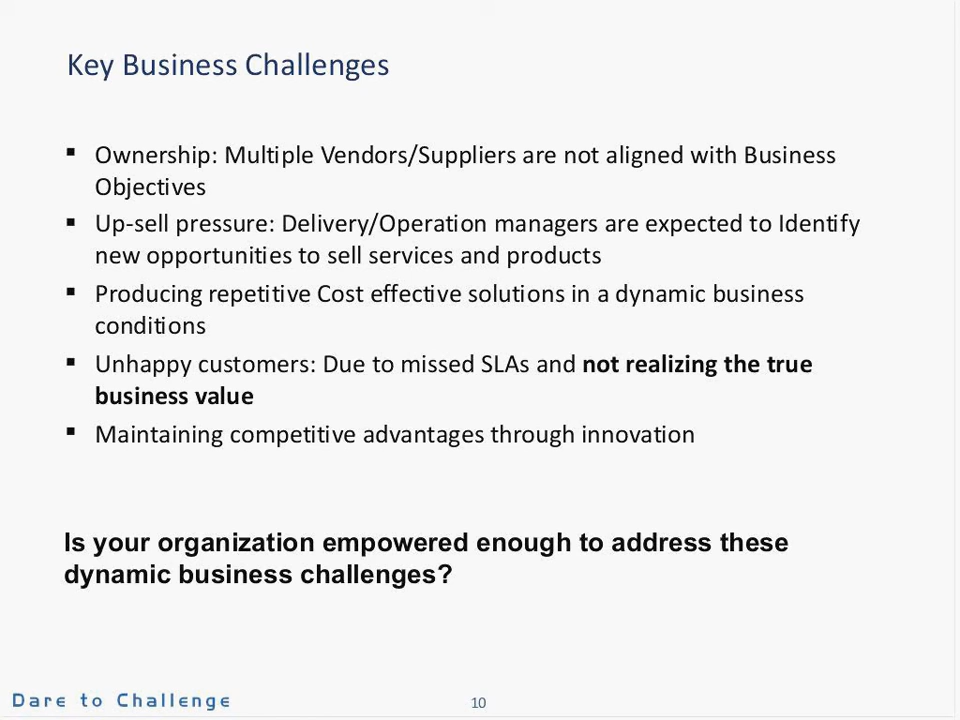 Key Business Challenges
▪ Ownership: Multiple Vendors/Suppliers are not aligned with Business
Objectives
▪ Up-sell pressure: Delivery/Operation managers are expected to Identify
new opportunities to sell services and products
▪ Producing repetitive Cost effective solutions in a dynamic business
conditions
▪ Unhappy customers: Due to missed SLAs and not realizing the true
business value
▪ Maintaining competitive advantages through innovation
Is your organization empowered enough to address these
dynamic business challenges?
Dare to Challenge
10